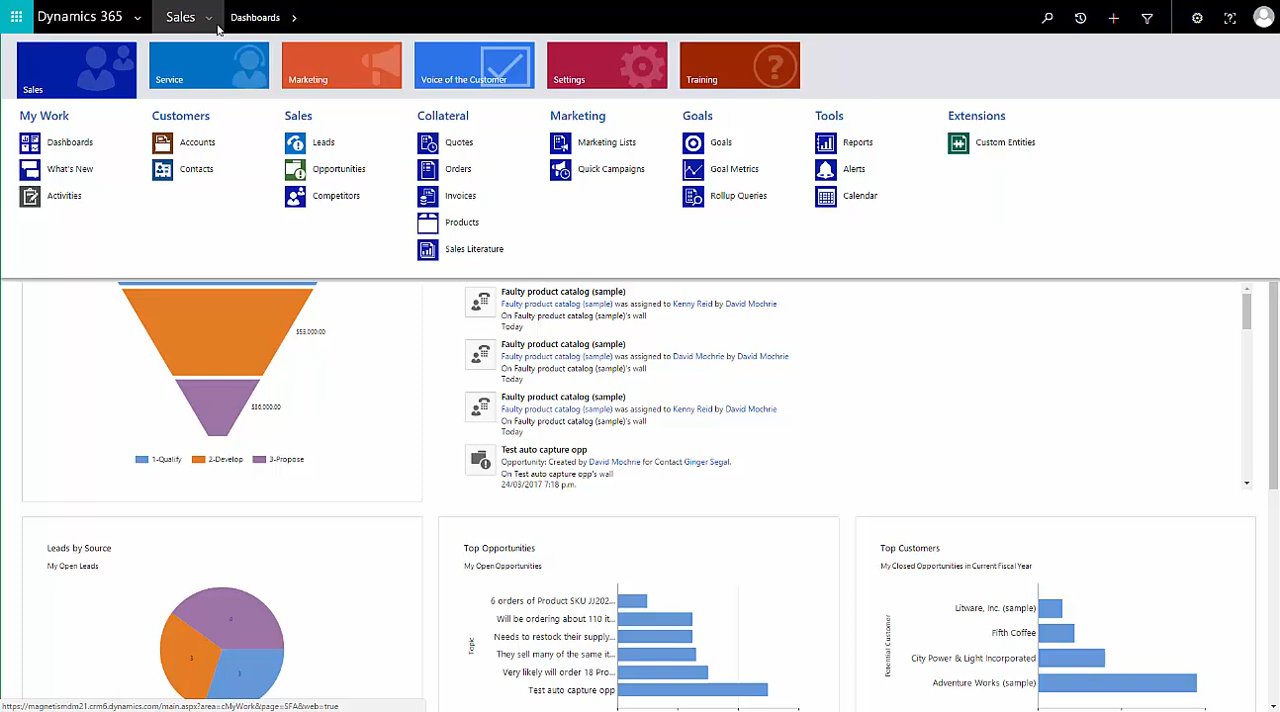 Dynamics 365
Sales
Dashboards
Sales
Service
Marketing
Voice of the Customer
Settings
Training
My Work
Dashboards
What's New
Activities
Customers
Accounts
Contacts
Sales
Leads
Opportunities
Competitors
Collateral
Quotes
Orders
Invoices
Products
Sales Literature
Marketing
Marketing Lists
Quick Campaigns
Goals
Goals
Goal Metrics
Rollup Queries
Tools
Reports
Alerts
Calendar
Extensions
Custom Entities
$55,000.00
$36,000.00
1-Qualify
2-Develop
3-Propose
Faulty product catalog (sample)
Faulty product catalog (sample) was assigned to Kenny Reid by David Mochrie
On Faulty product catalog (sample)'s wall
Today
Faulty product catalog (sample)
Faulty product catalog (sample) was assigned to David Mochrie by David Mochrie
On Faulty product catalog (sample)'s wall
Today
Faulty product catalog (sample)
Faulty product catalog (sample) was assigned to Kenny Reid by David Mochrie
On Faulty product catalog (sample)'s wall
Today
Test auto capture opp
Opportunity: Created by David Mochrie for Contact Ginger Segal.
On Test auto capture opp's wall
24/03/2017 7:18 p.m.
Leads by Source
My Open Leads
4
3
3
Top Opportunities
My Open Opportunities
Topic
6 orders of Product SKU JJ202...
Will be ordering about 110 it...
Needs to restock their supply...
They sell many of the same it...
Very likely will order 18 Pro...
Test auto capture opp
Top Customers
My Closed Opportunities in Current Fiscal Year
Potential Customer
Litware, Inc. (sample)
Fifth Coffee
City Power & Light Incorporated
Adventure Works (sample)
https://magnetismdm21.crm6.dynamics.com/main.aspx?area=cMyWork&page=SFA&web=true